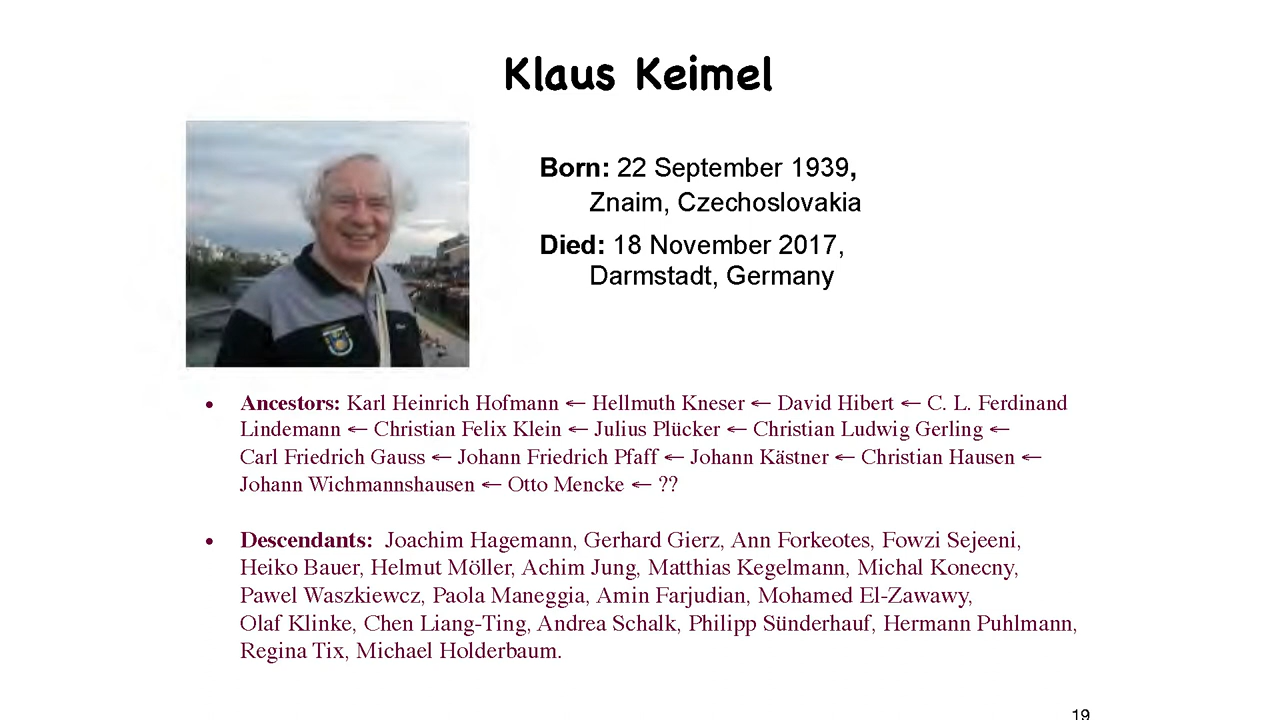 Klaus Keimel
Born: 22 September 1939,
Znaim, Czechoslovakia
Died: 18 November 2017,
Darmstadt, Germany
• Ancestors: Karl Heinrich Hofmann ← Hellmuth Kneser ← David Hibert ← C. L. Ferdinand
Lindemann ← Christian Felix Klein ← Julius Plücker ← Christian Ludwig Gerling ←
Carl Friedrich Gauss ← Johann Friedrich Pfaff ← Johann Kästner ← Christian Hausen ←
Johann Wichmannshausen ← Otto Mencke ← ??
• Descendants: Joachim Hagemann, Gerhard Gierz, Ann Forkeotes, Fowzi Sejeeni,
Heiko Bauer, Helmut Möller, Achim Jung, Matthias Kegelmann, Michal Konecny,
Pawel Waszkiewcz, Paola Maneggia, Amin Farjudian, Mohamed El-Zawawy,
Olaf Klinke, Chen Liang-Ting, Andrea Schalk, Philipp Sünderhauf, Hermann Puhlmann,
Regina Tix, Michael Holderbaum.
19